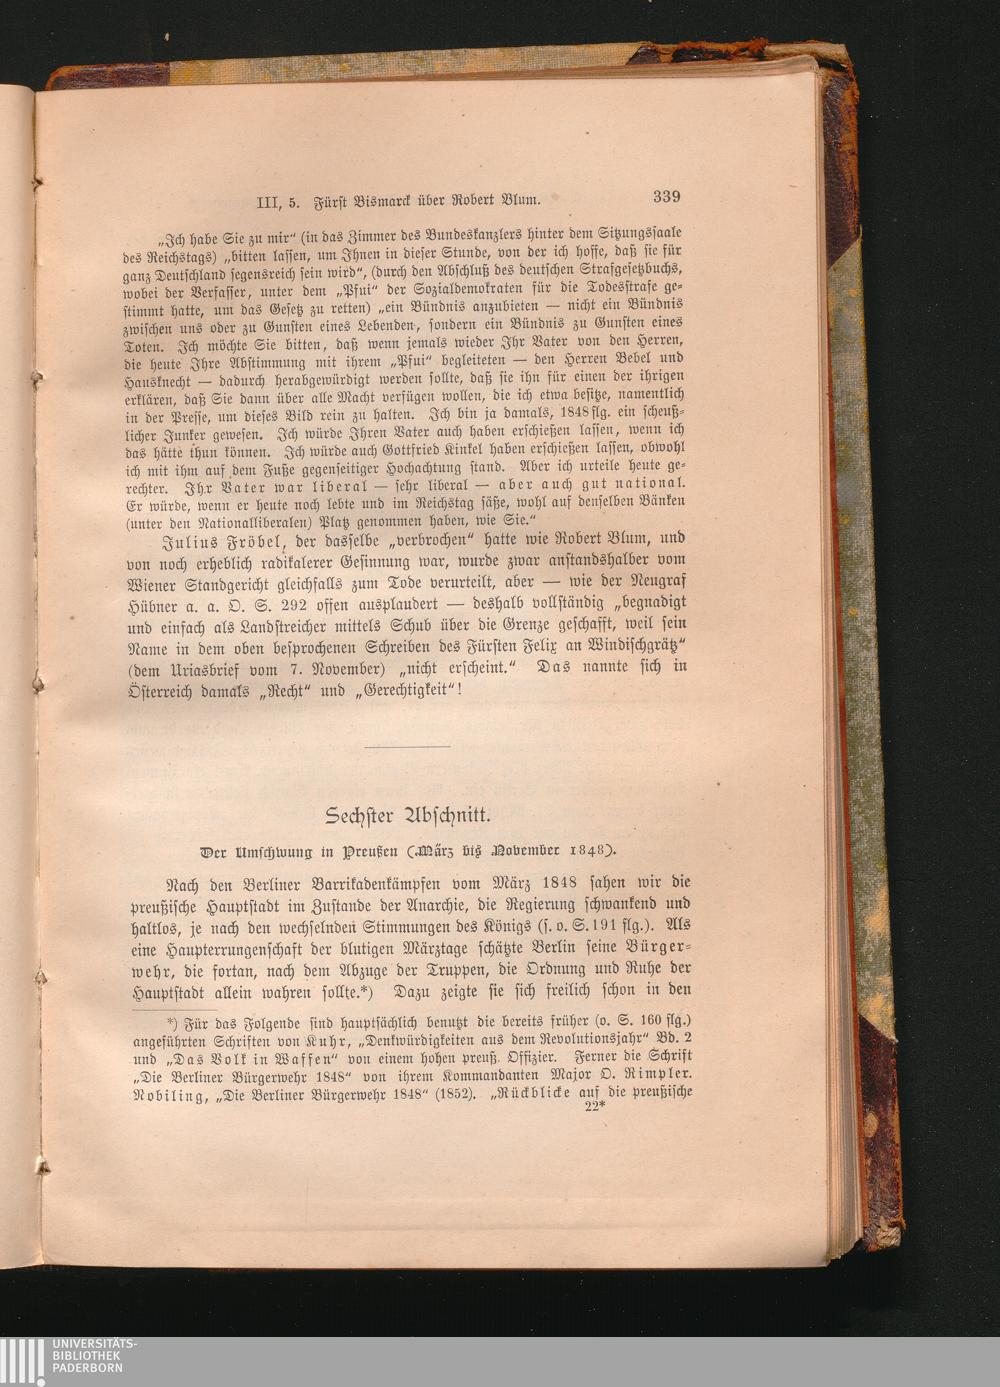 III, 5. Fürst Bismarck über Robert Blum. 339
„Ich habe Sie zu mir“ (in das Zimmer des Bundeskanzlers hinter dem Sitzungssaale
des Reichstags) „bitten lassen, um Ihnen in dieser Stunde, von der ich hoffe, daß sie für
ganz Deutschland segensreich sein wird“, (durch den Abschluß des deutschen Strafgesetzbuchs,
wobei der Verfasser, unter dem „Pfui“ der Sozialdemokraten für die Todesstrafe ge-
stimmt hatte, um das Gesetz zu retten) „ein Bündnis anzubieten — nicht ein Bündnis
zwischen uns oder zu Gunsten eines Lebenden, sondern ein Bündnis zu Gunsten eines
Toten. Ich möchte Sie bitten, daß wenn jemals wieder Ihr Vater von den Herren,
die heute Ihre Abstimmung mit ihrem „Pfui“ begleiteten — den Herren Bebel und
Hausknecht — dadurch herabgewürdigt werden sollte, daß sie ihn für einen der ihrigen
erklären, daß Sie dann über alle Macht verfügen wollen, die ich etwa besitze, namentlich
in der Presse, um dieses Bild rein zu halten. Ich bin ja damals, 1848 flg. ein scheuß-
licher Junker gewesen. Ich würde Ihren Vater auch haben erschießen lassen, wenn ich
das hätte thun können. Ich würde auch Gottfried Kinkel haben erschießen lassen, obwohl
ich mit ihm auf dem Fuße gegenseitiger Hochachtung stand. Aber ich urteile heute ge-
rechter. Ihr Vater war liberal — sehr liberal — aber auch gut national.
Er würde, wenn er heute noch lebte und im Reichstag säße, wohl auf denselben Bänken
(unter den Nationalliberalen) Platz genommen haben, wie Sie.“
Julius Fröbel, der dasselbe „verbrochen“ hatte wie Robert Blum, und
von noch erheblich radikalerer Gesinnung war, wurde zwar anstandshalber vom
Wiener Standgericht gleichfalls zum Tode verurteilt, aber — wie der Neugraf
Hübner a. a. O. S. 292 offen ausplaudert — deshalb vollständig „begnadigt
und einfach als Landstreicher mittels Schub über die Grenze geschafft, weil sein
Name in dem oben besprochenen Schreiben des Fürsten Felix an Windischgrätz“
(dem Uriasbrief vom 7. November) „nicht erscheint.“ Das nannte sich in
Österreich damals „Recht“ und „Gerechtigkeit“!
Sechster Abschnitt.
Der Umschwung in Preußen (März bis November 1848).
Nach den Berliner Barrikadenkämpfen vom März 1848 sahen wir die
preußische Hauptstadt im Zustande der Anarchie, die Regierung schwankend und
haltlos, je nach den wechselnden Stimmungen des Königs (s. o. S. 191 flg.). Als
eine Haupterrungenschaft der blutigen Märztage schätzte Berlin seine Bürger-
wehr, die fortan, nach dem Abzuge der Truppen, die Ordnung und Ruhe der
Hauptstadt allein wahren sollte.*) Dazu zeigte sie sich freilich schon in den
*) Für das Folgende sind hauptsächlich benutzt die bereits früher (o. S. 160 flg.)
angeführten Schriften von Kuhr, „Denkwürdigkeiten aus dem Revolutionsjahr“ Bd. 2
und „Das Volk in Waffen“ von einem hohen preuß. Offizier. Ferner die Schrift
„Die Berliner Bürgerwehr 1848“ von ihrem Kommandanten Major O. Rimpler.
Nobiling, „Die Berliner Bürgerwehr 1848“ (1852). „Rückblicke auf die preußische
22*
UNIVERSITÄTS-
BIBLIOTHEK
PADERBORN